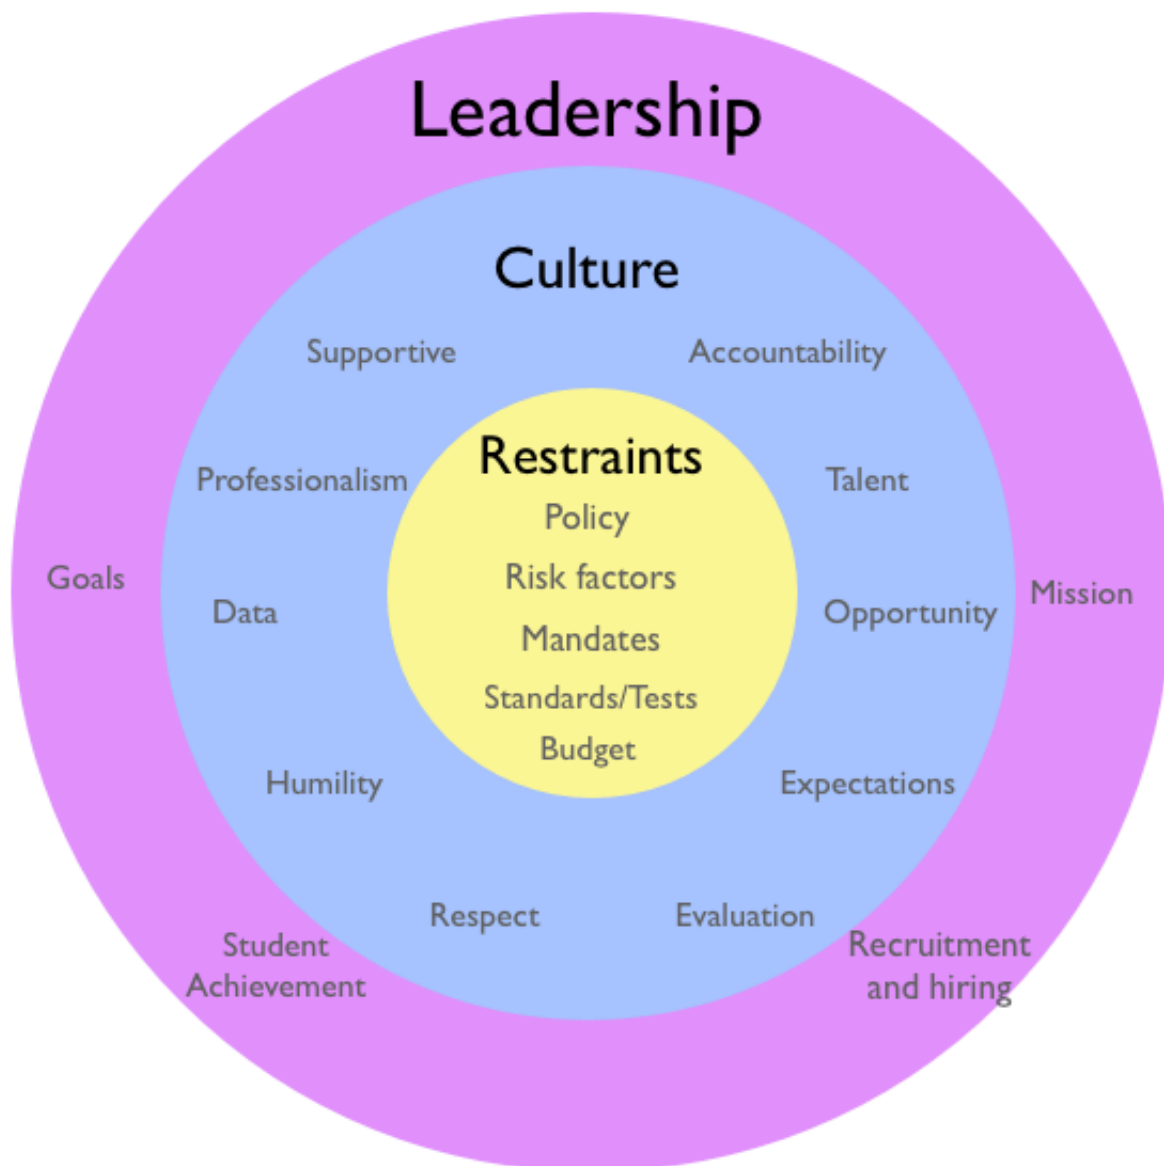 Leadership
Culture
Supportive
Accountability
Restraints
Professionalism
Talent
Policy
Goals
Risk factors
Mission
Data
Opportunity
Mandates
Standards/Tests
Budget
Humility
Expectations
Respect
Evaluation
Student
Achievement
Recruitment
and hiring